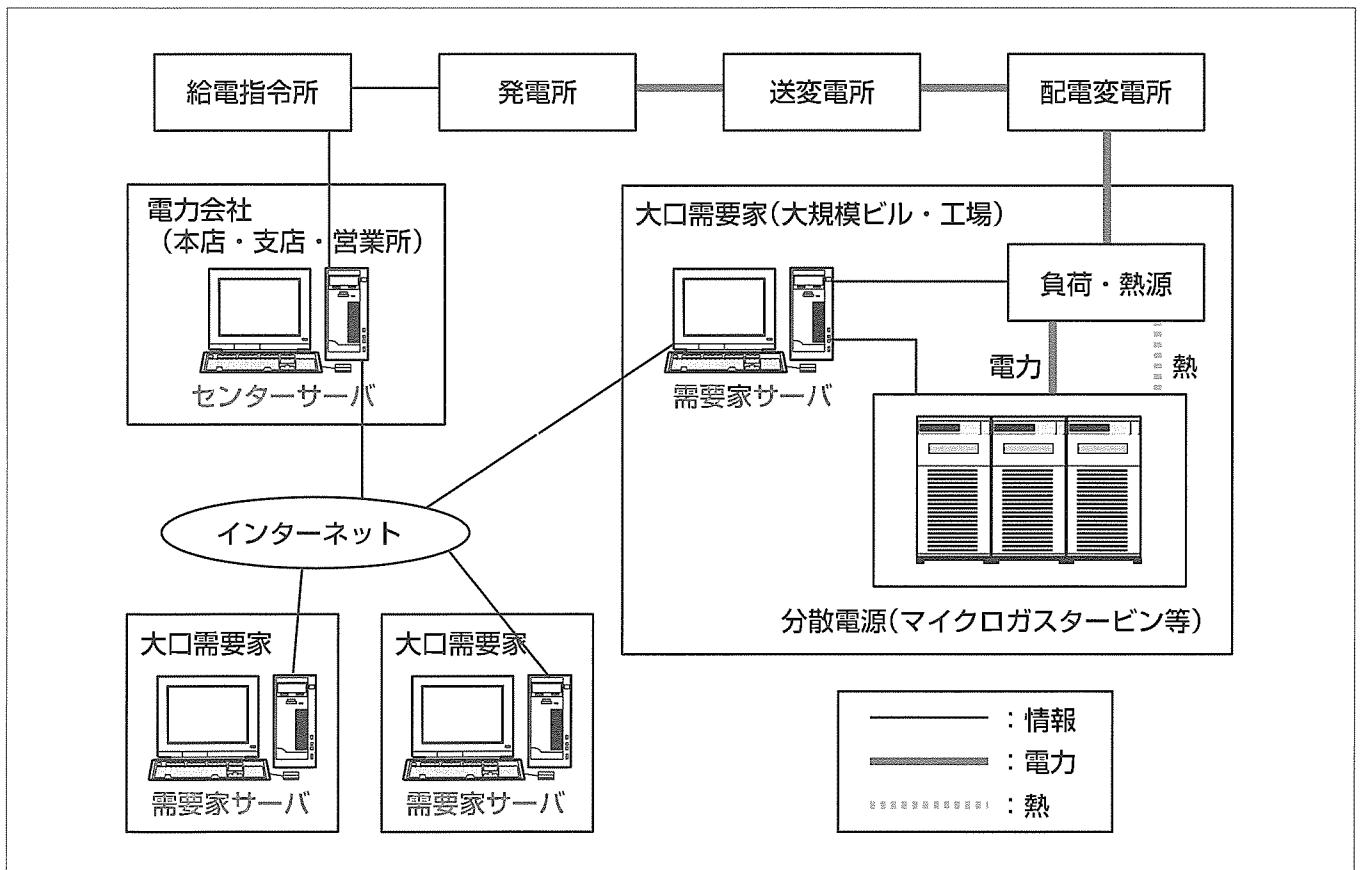 給電指令所
発電所
送変電所
配電変電所
電力会社
（本店・支店・営業所）
センターサーバ
大口需要家（大規模ビル・工場）
需要家サーバ
負荷・熱源
電力
熱
分散電源（マイクロガスタービン等）
インターネット
大口需要家
需要家サーバ
大口需要家
需要家サーバ
：情報
：電力
：熱